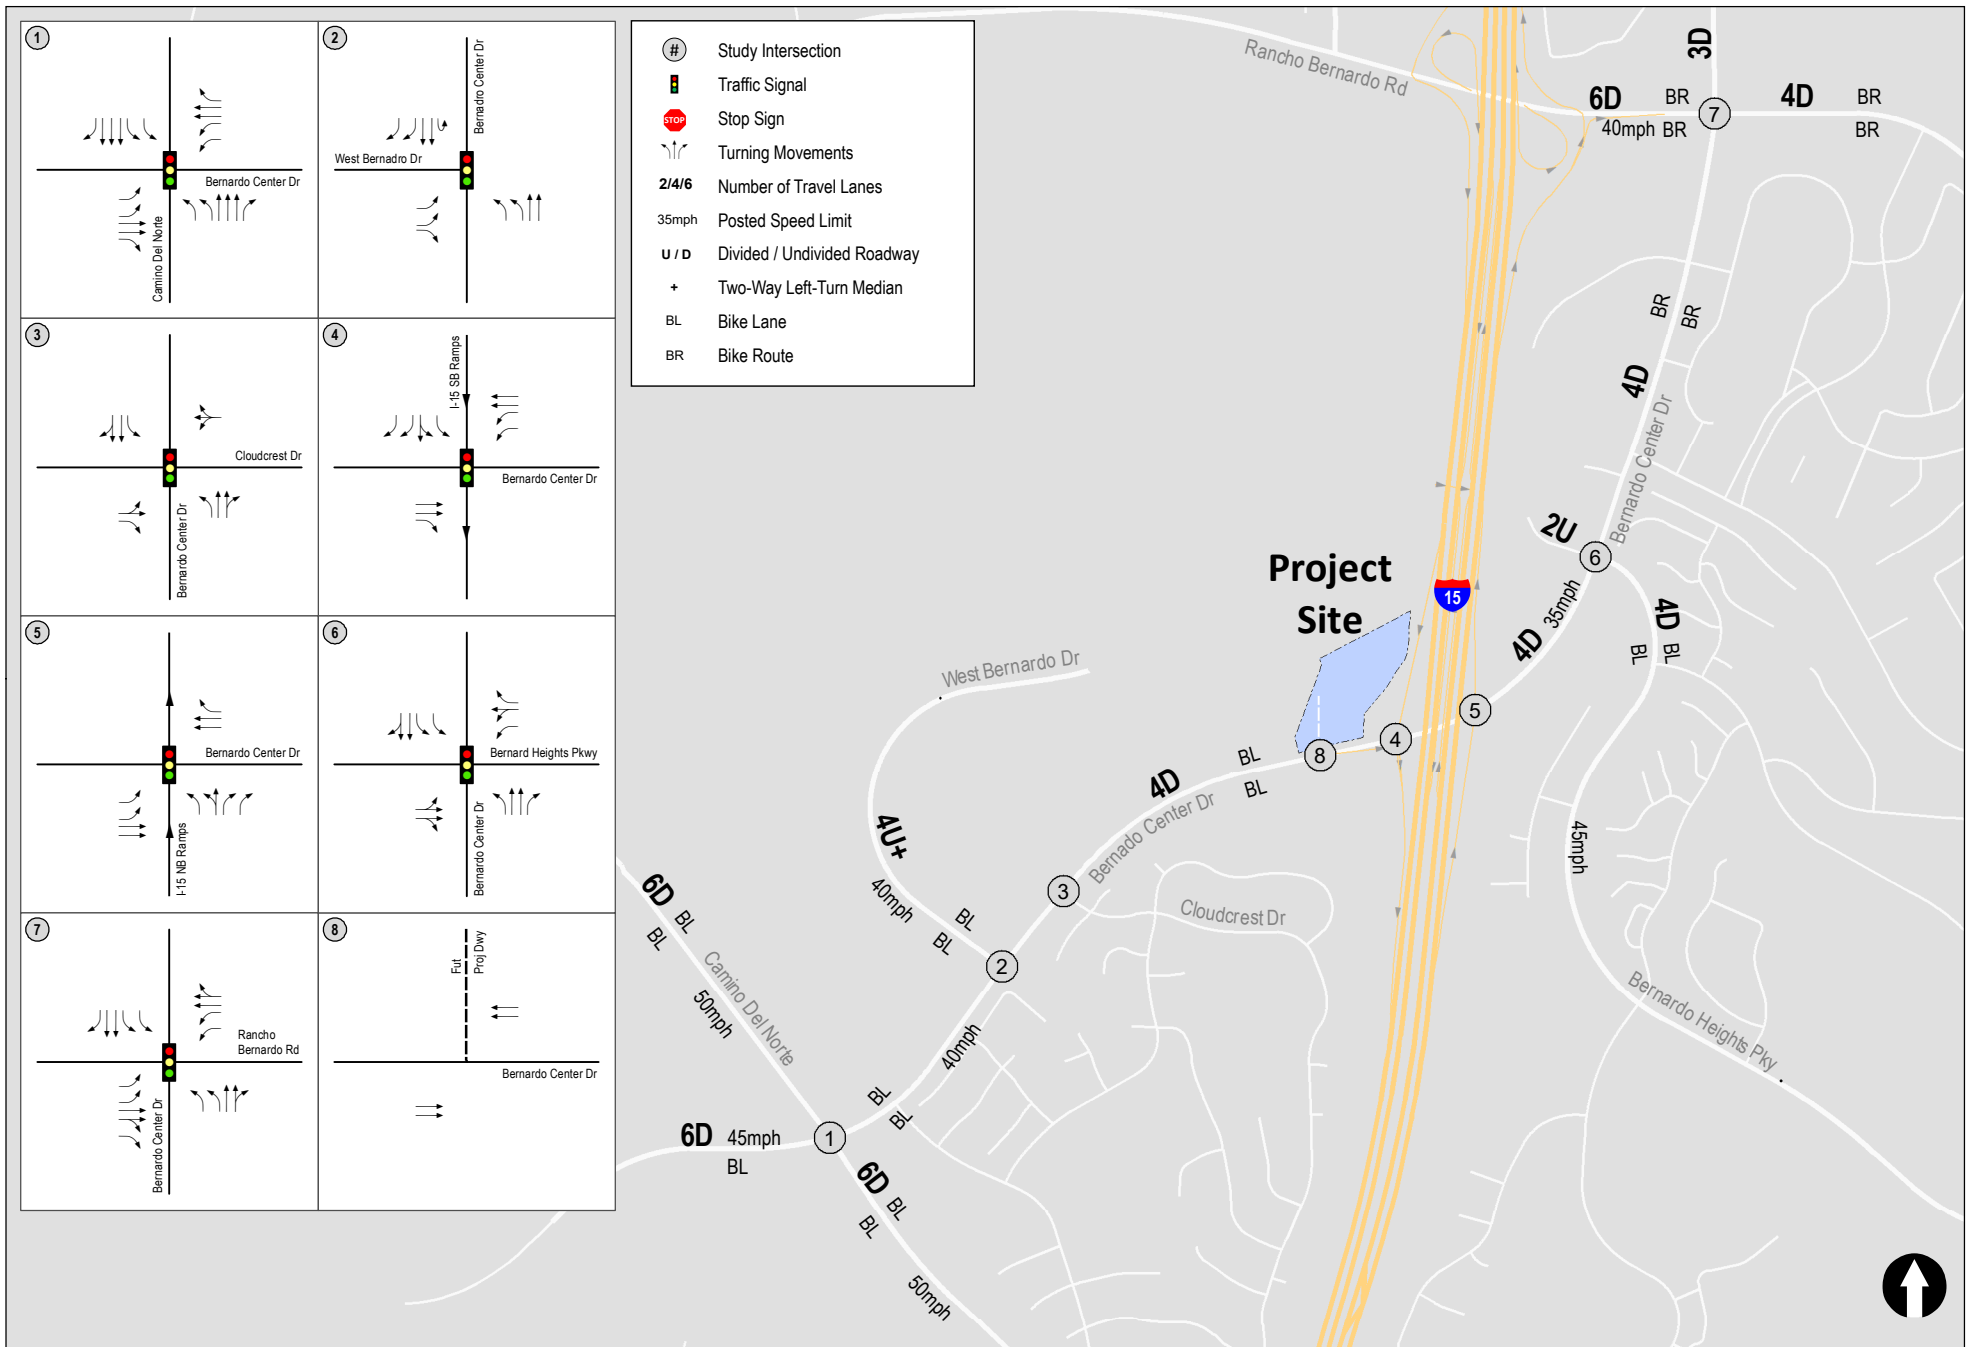 1
Bernardo Center Dr
Camino Del Norte
2
Bernadro Center Dr
West Bernadro Dr
3
Cloudcrest Dr
Bernardo Center Dr
4
I-15 SB Ramps
Bernardo Center Dr
5
Bernardo Center Dr
I-15 NB Ramps
6
Bernard Heights Pkwy
Bernardo Center Dr
7
Rancho
Bernardo Rd
Bernardo Center Dr
8
Fut
Proj Dwy
Bernardo Center Dr
# Study Intersection
Traffic Signal
STOP Stop Sign
Turning Movements
2/4/6 Number of Travel Lanes
35mph Posted Speed Limit
U / D Divided / Undivided Roadway
+ Two-Way Left-Turn Median
BL Bike Lane
BR Bike Route
Rancho Bernardo Rd
3D
6D
BR
7
4D
BR
40mph
BR
BR
BR
BR
4D
Bernardo Center Dr
2U
6
Project
Site
15
4D
35mph
4D
BL
BL
West Bernardo Dr
5
4
8
BL
BL
4D
Bernado Center Dr
4U+
40mph
45mph
6D
BL
BL
3
Cloudcrest Dr
BL
BL
2
Camino Del Norte
50mph
40mph
Bernardo Heights Pky
BL
BL
6D
45mph
BL
1
6D
BL
BL
50mph